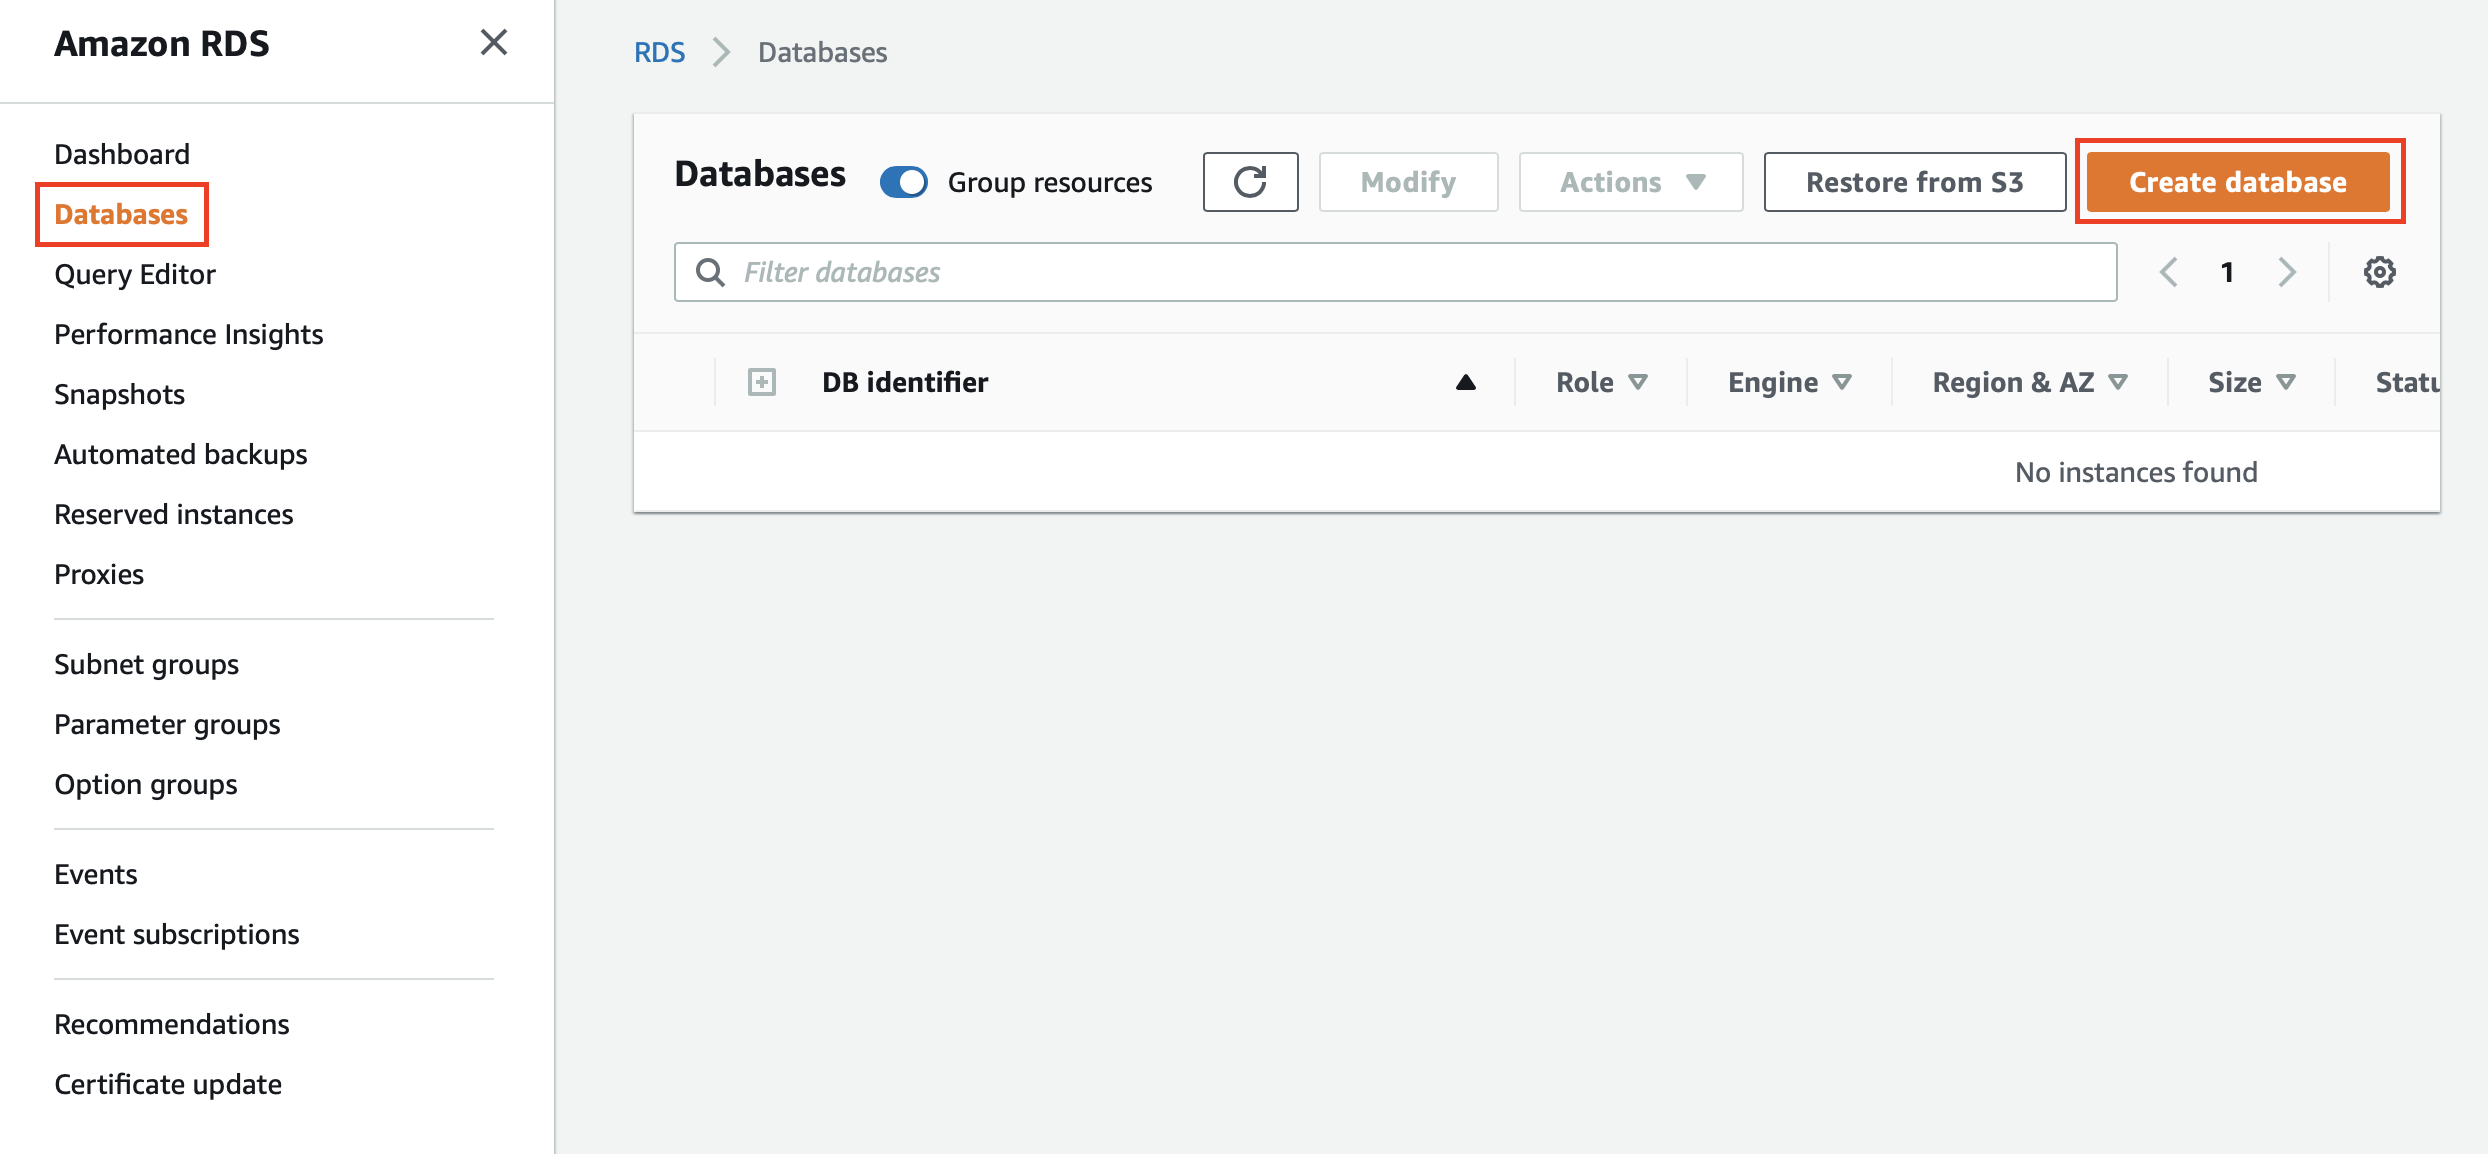 Amazon RDS
Dashboard
Databases
Query Editor
Performance Insights
Snapshots
Automated backups
Reserved instances
Proxies
Subnet groups
Parameter groups
Option groups
Events
Event subscriptions
Recommendations
Certificate update
RDS Databases
Databases Group resources Modify Actions Restore from S3 Create database
Filter databases 1
DB identifier Role Engine Region & AZ Size Statu
No instances found